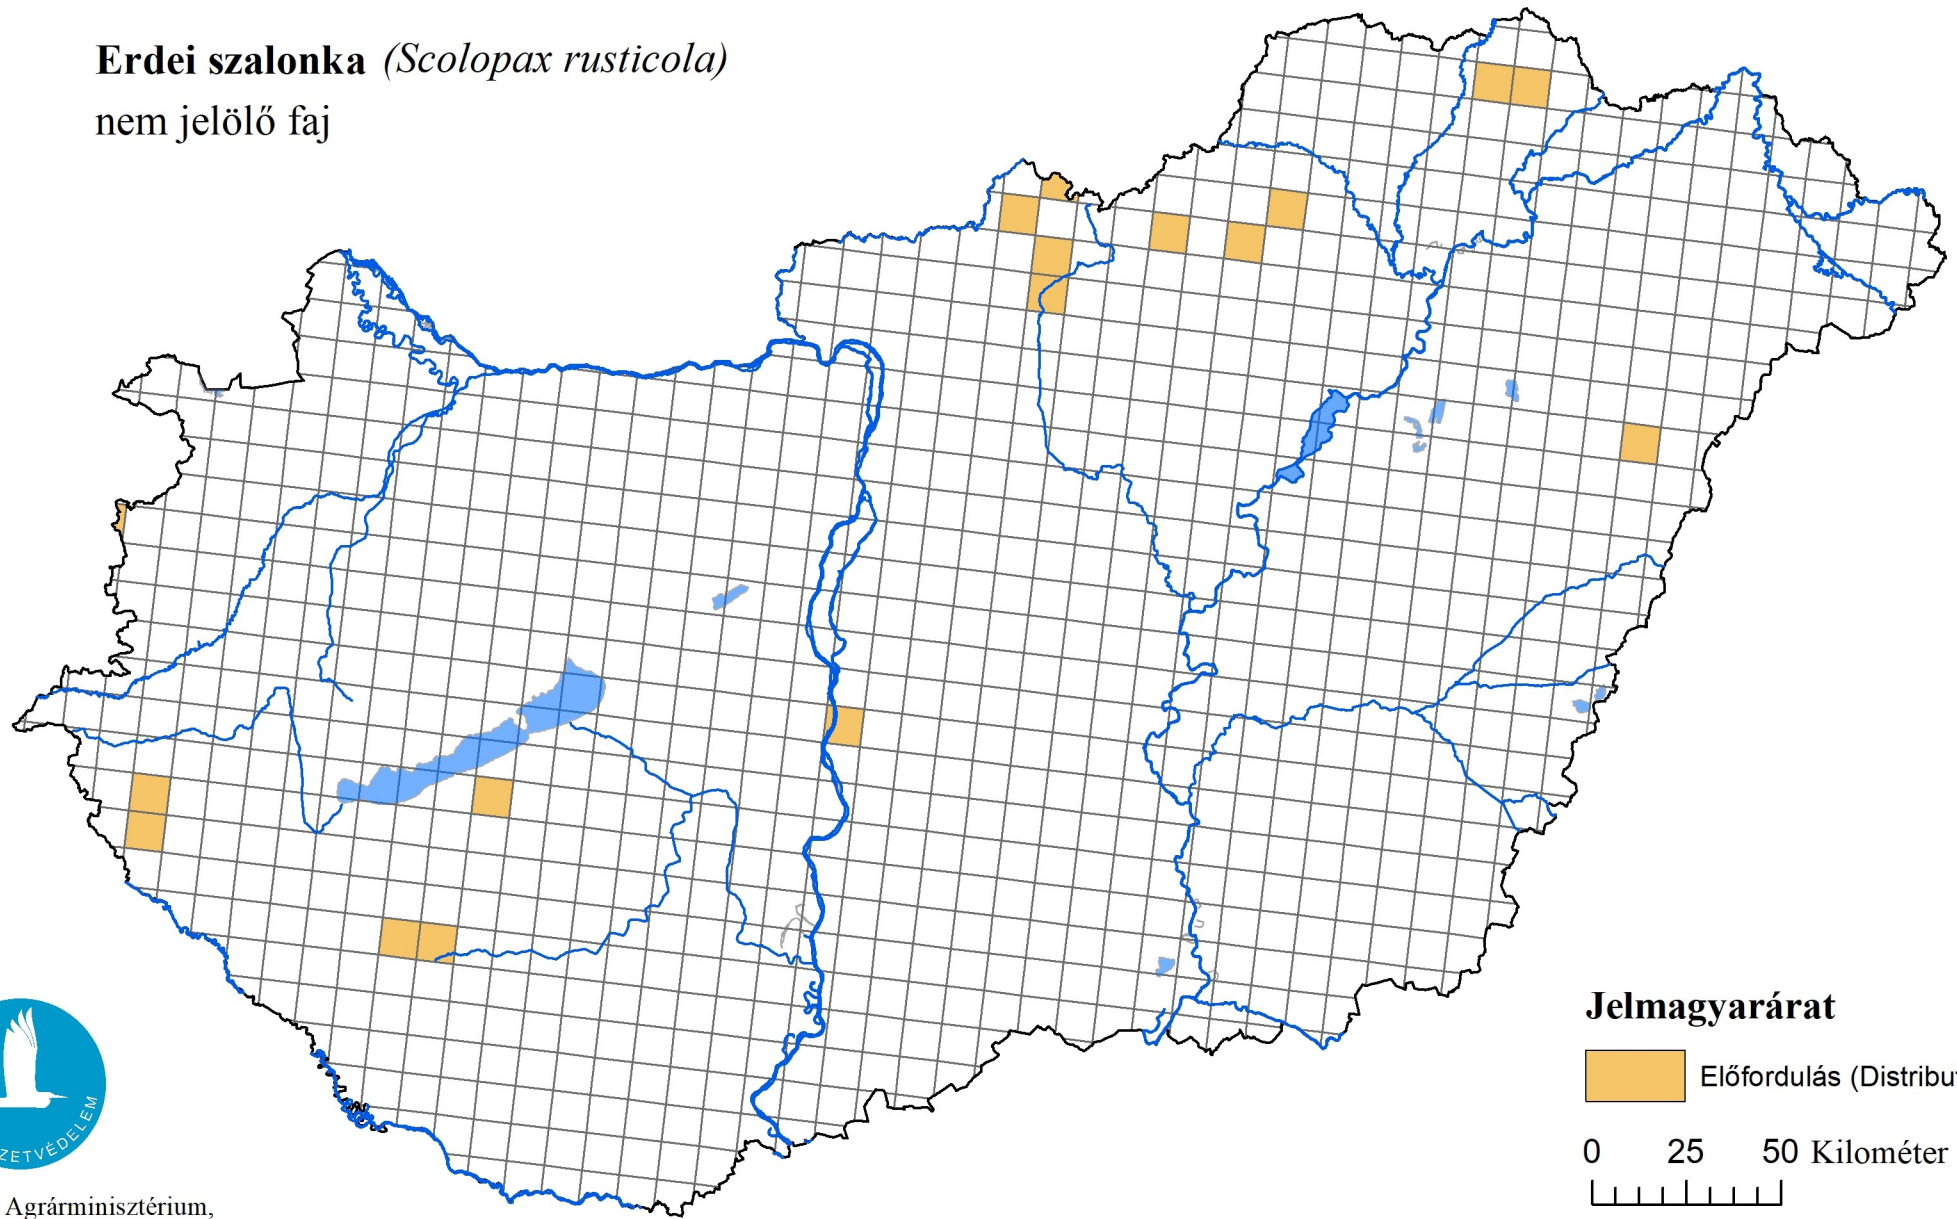 Erdei szalonka (Scolopax rusticola)
nem jelölő faj
Jelmagyarárat
Előfordulás (Distribu
0 25 50 Kilométer
ZETVÉDELEM
Agrárminisztérium,